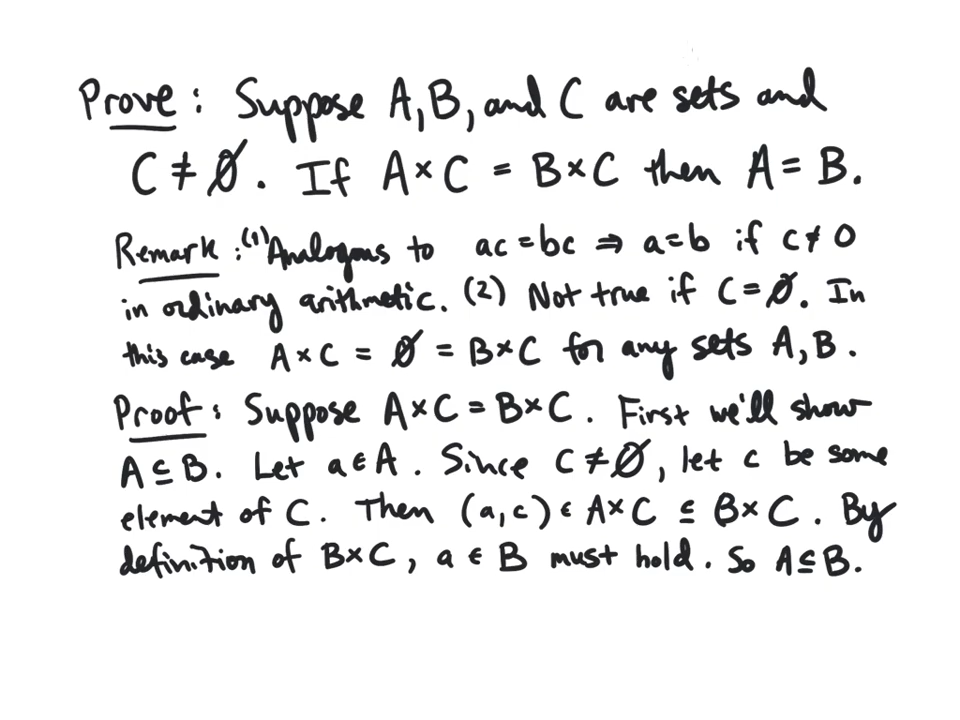 Prove: Suppose A, B, and C are sets and
C ≠ ∅. If A × C = B × C then A = B.
Remark: (1) Analogous to ac = bc ⇒ a = b if c ≠ 0
in ordinary arithmetic. (2) Not true if C = ∅. In
this case A × C = ∅ = B × C for any sets A, B.
Proof: Suppose A × C = B × C. First we'll show
A ⊆ B. Let a ∈ A. Since C ≠ ∅, let c be some
element of C. Then (a, c) ∈ A × C ⊆ B × C. By
definition of B × C, a ∈ B must hold. So A ⊆ B.